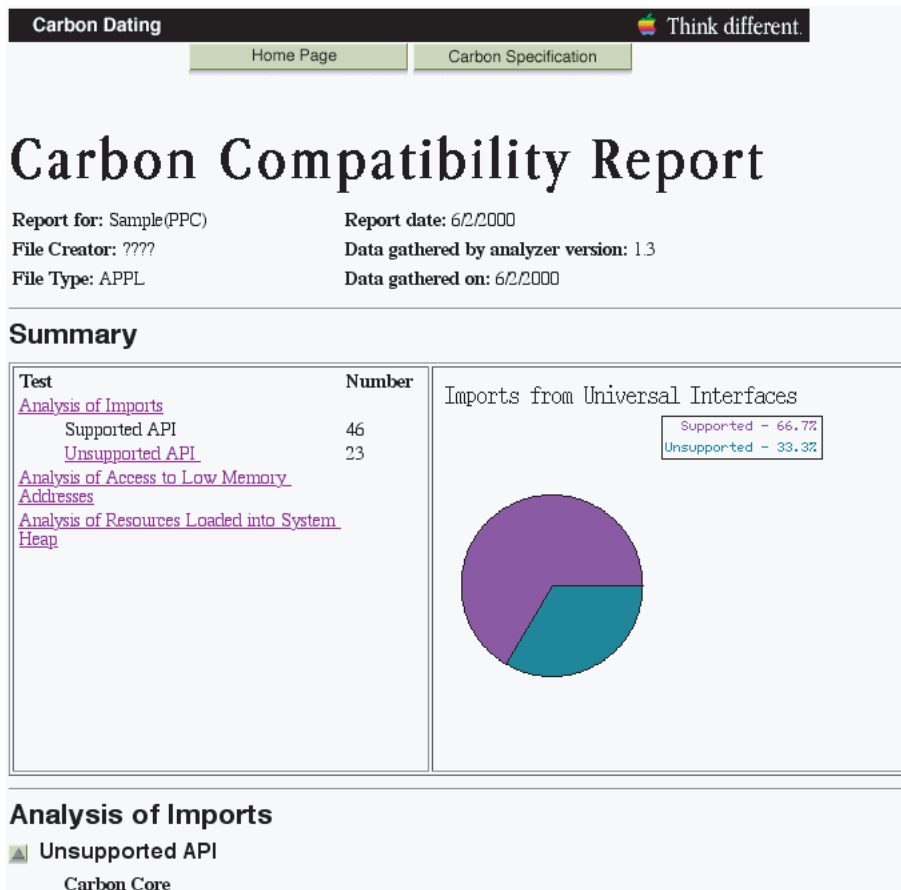 Carbon Dating
Think different.
Home Page
Carbon Specification
Carbon Compatibility Report
Report for: Sample(PPC)
Report date: 6/2/2000
File Creator: ????
Data gathered by analyzer version: 1.3
File Type: APPL
Data gathered on: 6/2/2000
Summary
Test Number
Analysis of Imports
Supported API 46
Unsupported API 23
Analysis of Access to Low Memory
Addresses
Analysis of Resources Loaded into System
Heap
Imports from Universal Interfaces
Supported - 66.7%
Unsupported - 33.3%
Analysis of Imports
Unsupported API
Carbon Core